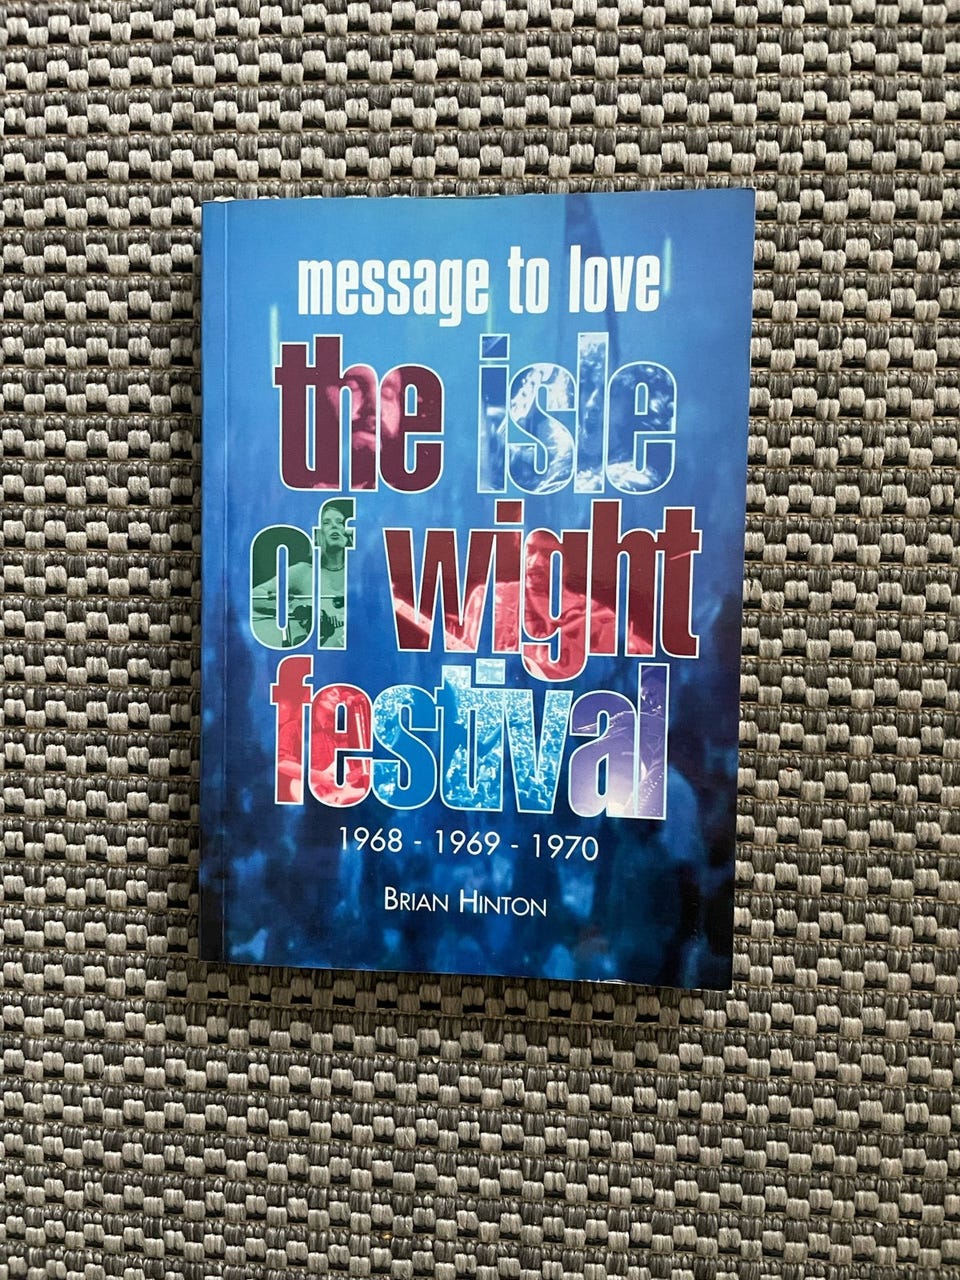 message to love
the isle
of wight
festival
1968 - 1969 - 1970
Brian Hinton